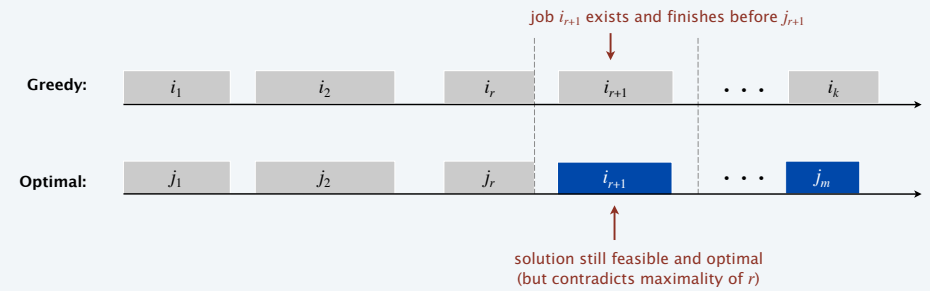 job i_{r+1} exists and finishes before j_{r+1}
Greedy: i_1 i_2 i_r i_{r+1} . . . i_k
Optimal: j_1 j_2 j_r i_{r+1} . . . j_m
solution still feasible and optimal
(but contradicts maximality of r)